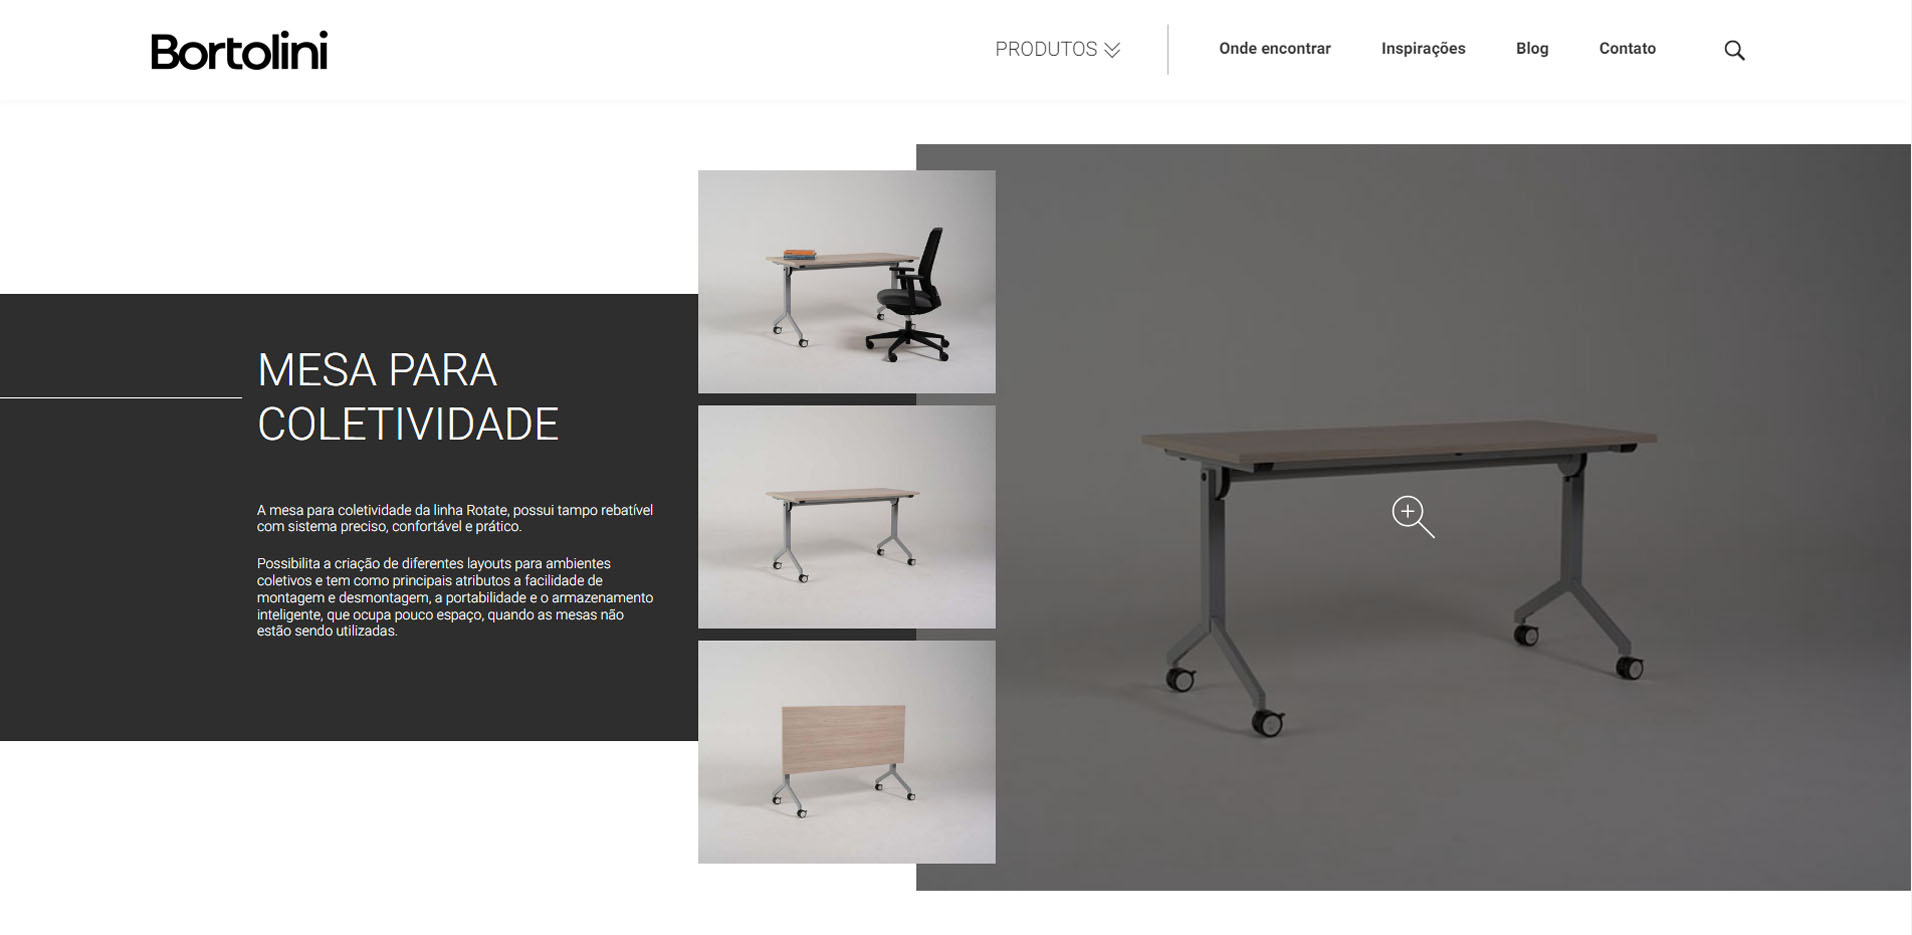 Bortolini
PRODUTOS
Onde encontrar
Inspirações
Blog
Contato
MESA PARA
COLETIVIDADE
A mesa para coletividade da linha Rotate, possui tampo rebatível
com sistema preciso, confortável e prático.
Possibilita a criação de diferentes layouts para ambientes
coletivos e tem como principais atributos a facilidade de
montagem e desmontagem, a portabilidade e o armazenamento
inteligente, que ocupa pouco espaço, quando as mesas não
estão sendo utilizadas.